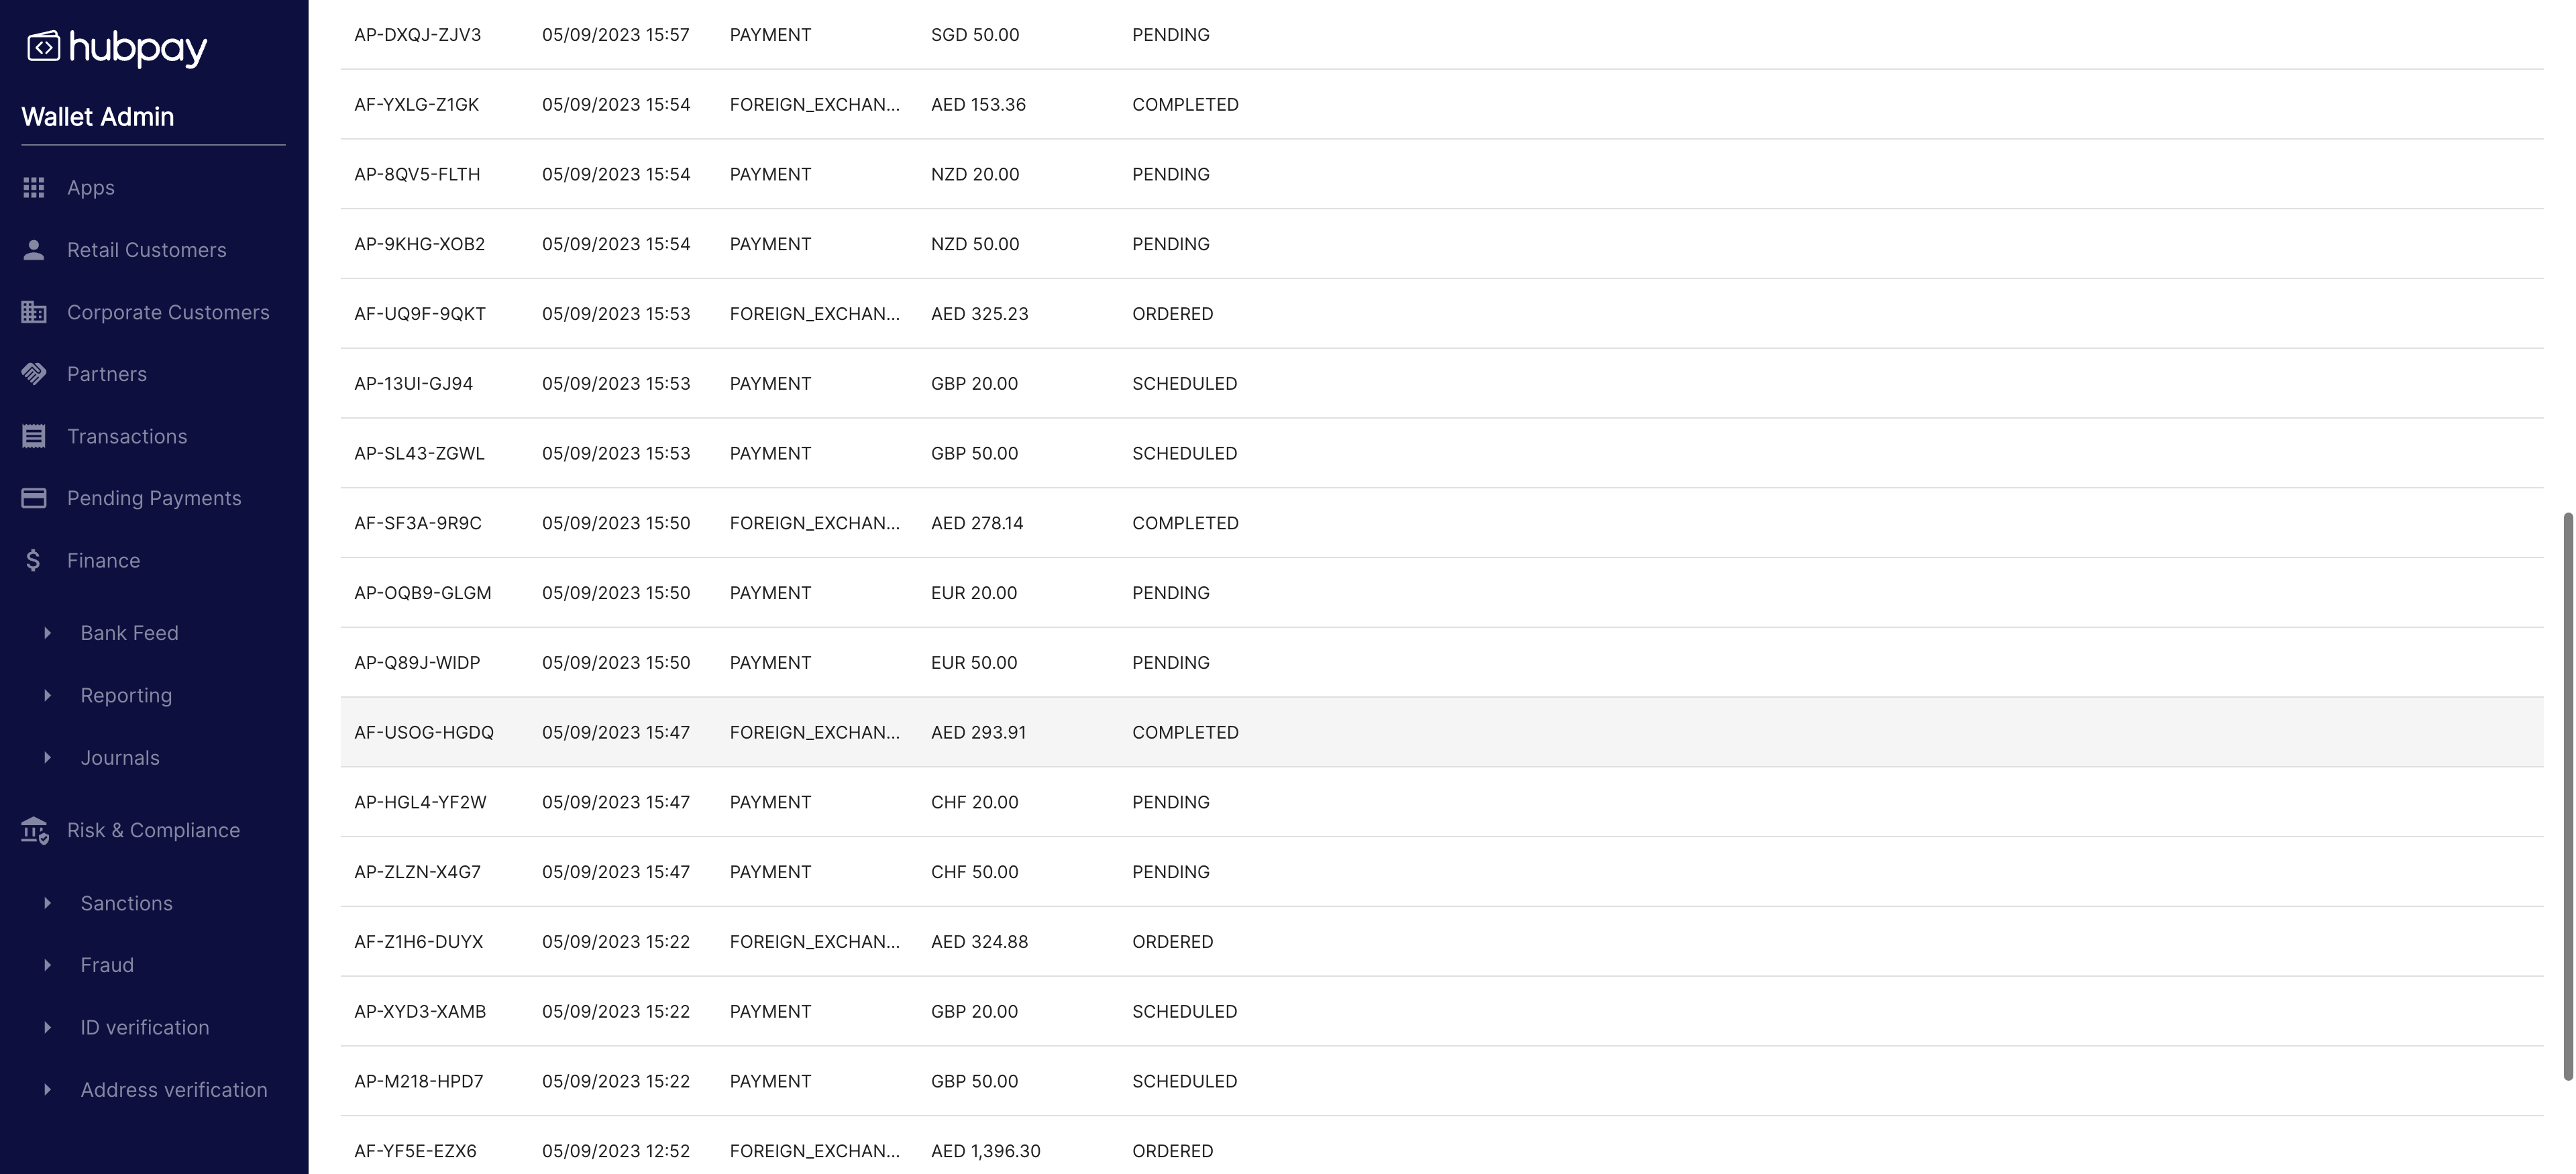 hubpay
Wallet Admin
Apps
Retail Customers
Corporate Customers
Partners
Transactions
Pending Payments
Finance
Bank Feed
Reporting
Journals
Risk & Compliance
Sanctions
Fraud
ID verification
Address verification
AP-DXQJ-ZJV3 05/09/2023 15:57 PAYMENT SGD 50.00 PENDING
AF-YXLG-Z1GK 05/09/2023 15:54 FOREIGN_EXCHAN... AED 153.36 COMPLETED
AP-8QV5-FLTH 05/09/2023 15:54 PAYMENT NZD 20.00 PENDING
AP-9KHG-XOB2 05/09/2023 15:54 PAYMENT NZD 50.00 PENDING
AF-UQ9F-9QKT 05/09/2023 15:53 FOREIGN_EXCHAN... AED 325.23 ORDERED
AP-13UI-GJ94 05/09/2023 15:53 PAYMENT GBP 20.00 SCHEDULED
AP-SL43-ZGWL 05/09/2023 15:53 PAYMENT GBP 50.00 SCHEDULED
AF-SF3A-9R9C 05/09/2023 15:50 FOREIGN_EXCHAN... AED 278.14 COMPLETED
AP-OQB9-GLGM 05/09/2023 15:50 PAYMENT EUR 20.00 PENDING
AP-Q89J-WIDP 05/09/2023 15:50 PAYMENT EUR 50.00 PENDING
AF-USOG-HGDQ 05/09/2023 15:47 FOREIGN_EXCHAN... AED 293.91 COMPLETED
AP-HGL4-YF2W 05/09/2023 15:47 PAYMENT CHF 20.00 PENDING
AP-ZLZN-X4G7 05/09/2023 15:47 PAYMENT CHF 50.00 PENDING
AF-Z1H6-DUYX 05/09/2023 15:22 FOREIGN_EXCHAN... AED 324.88 ORDERED
AP-XYD3-XAMB 05/09/2023 15:22 PAYMENT GBP 20.00 SCHEDULED
AP-M218-HPD7 05/09/2023 15:22 PAYMENT GBP 50.00 SCHEDULED
AF-YF5E-EZX6 05/09/2023 12:52 FOREIGN_EXCHAN... AED 1,396.30 ORDERED